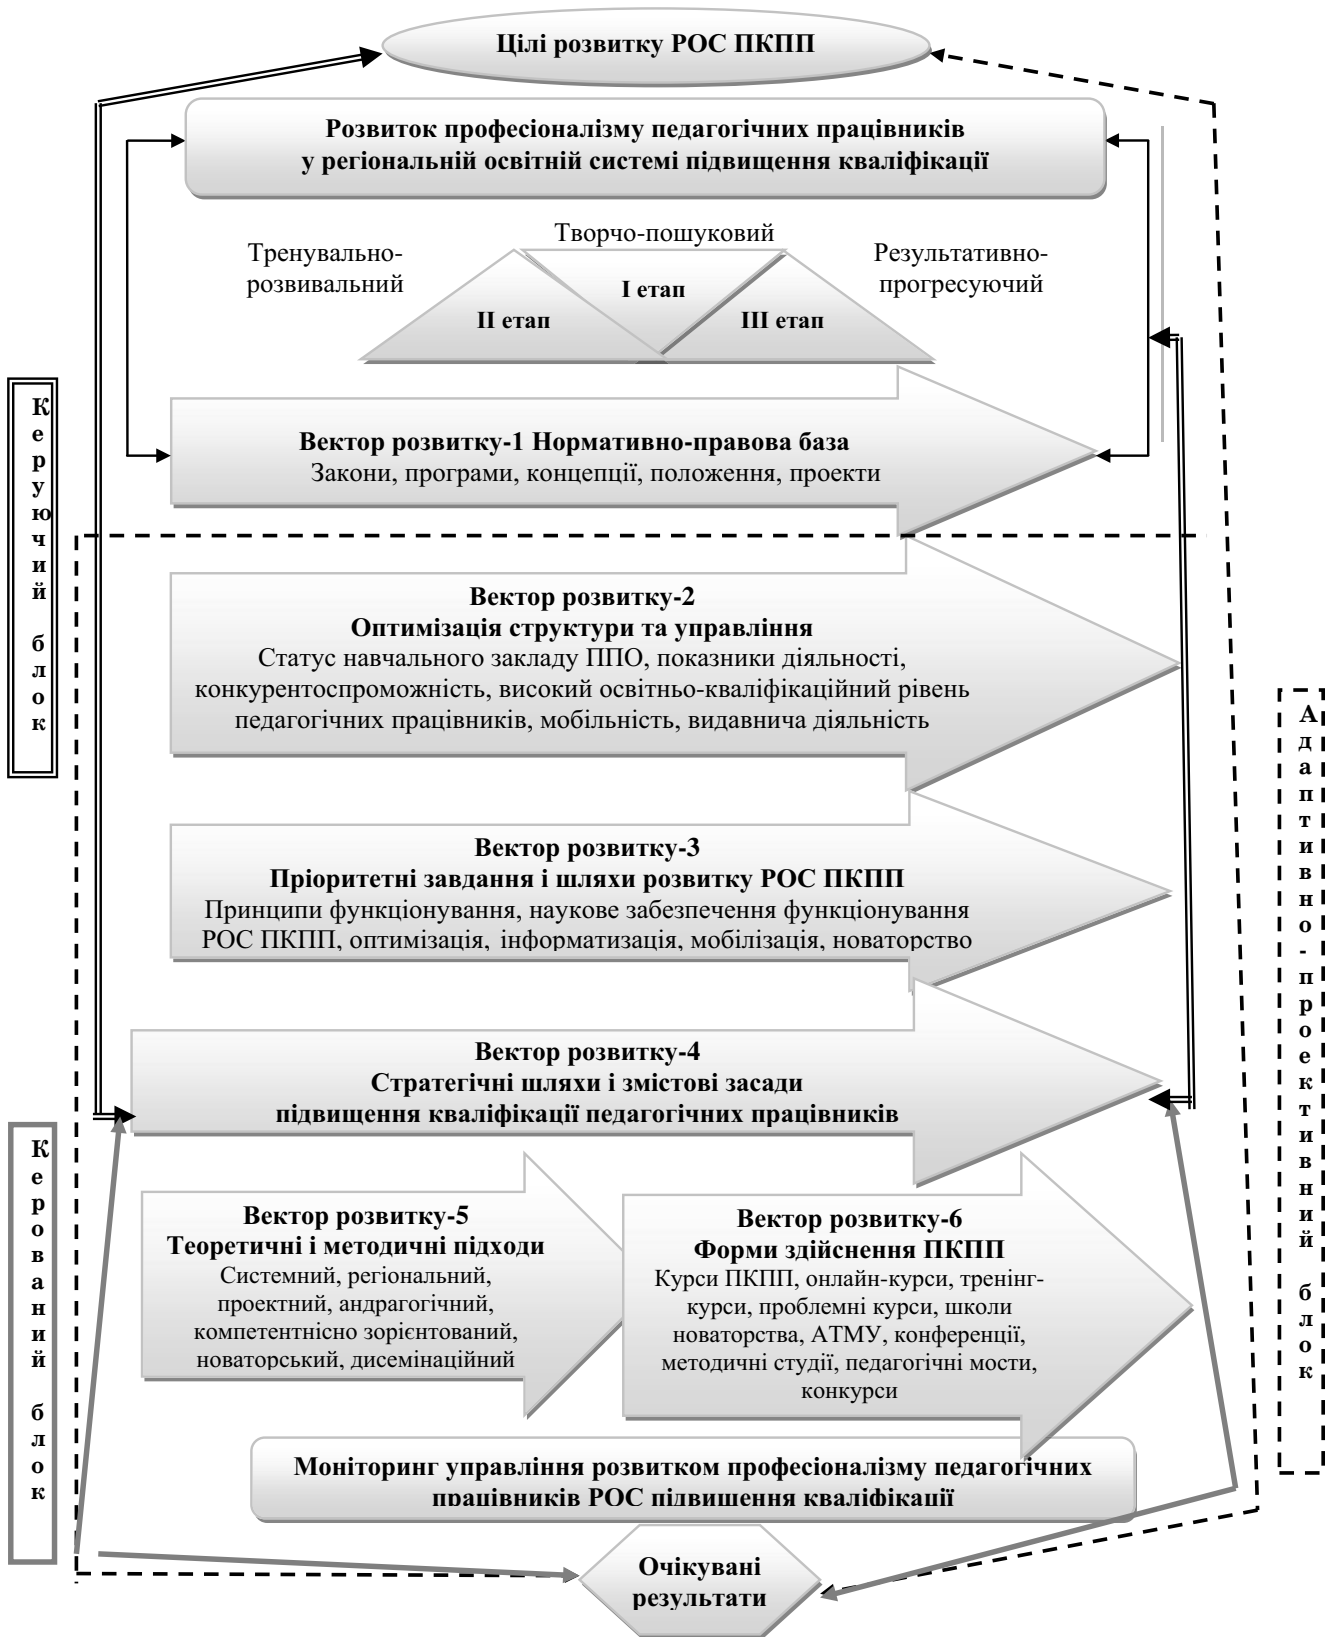 Цілі розвитку РОС ПКПП
Розвиток професіоналізму педагогічних працівників
у регіональній освітній системі підвищення кваліфікації
Творчо-пошуковий
Тренувально-
розвивальний
Результативно-
прогресуючий
І етап
ІІ етап
ІІІ етап
Керуючий блок
Вектор розвитку-1 Нормативно-правова база
Закони, програми, концепції, положення, проекти
Вектор розвитку-2
Оптимізація структури та управління
Статус навчального закладу ППО, показники діяльності,
конкурентоспроможність, високий освітньо-кваліфікаційний рівень
педагогічних працівників, мобільність, видавнича діяльність
Адаптивно-проективний блок
Вектор розвитку-3
Пріоритетні завдання і шляхи розвитку РОС ПКПП
Принципи функціонування, наукове забезпечення функціонування
РОС ПКПП, оптимізація, інформатизація, мобілізація, новаторство
Вектор розвитку-4
Стратегічні шляхи і змістові засади
підвищення кваліфікації педагогічних працівників
Керований блок
Вектор розвитку-5
Теоретичні і методичні підходи
Системний, регіональний,
проектний, андрагогічний,
компетентнісно зорієнтований,
новаторський, дисемінаційний
Вектор розвитку-6
Форми здійснення ПКПП
Курси ПКПП, онлайн-курси, тренінг-
курси, проблемні курси, школи
новаторства, АТМУ, конференції,
методичні студії, педагогічні мости,
конкурси
Моніторинг управління розвитком професіоналізму педагогічних
працівників РОС підвищення кваліфікації
Очікувані
результати